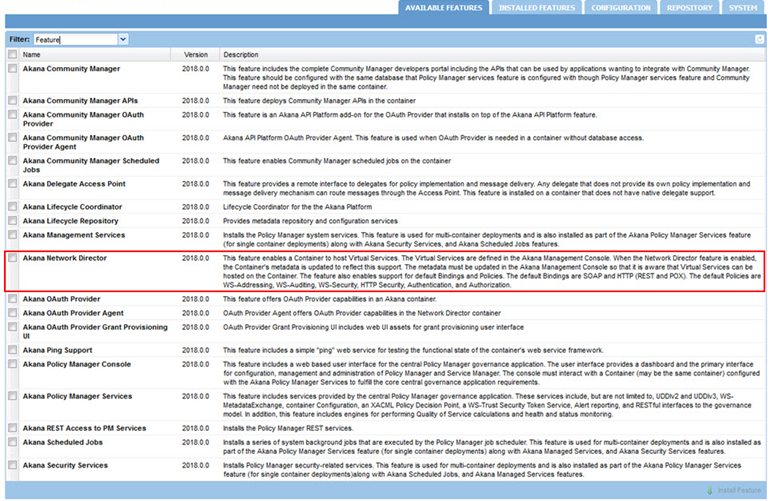 AVAILABLE FEATURES INSTALLED FEATURES CONFIGURATION REPOSITORY SYSTEM
Filter: Feature
Name Version Description
Akana Community Manager 2018.0.0 This feature includes the complete Community Manager developers portal including the APIs that can be used by applications wanting to integrate with Community Manager.
This feature should be configured with the same database that Policy Manager services feature is configured with though Policy Manager services feature and Community
Manager need not be deployed in the same container.
Akana Community Manager APIs 2018.0.0 This feature deploys Community Manager APIs in the container
Akana Community Manager OAuth 2018.0.0 This feature is an Akana API Platform add-on for the OAuth Provider that installs on top of the Akana API Platform feature.
Provider
Akana Community Manager OAuth 2018.0.0 Akana API Platform OAuth Provider Agent. This feature is used when OAuth Provider is needed in a container without database access.
Provider Agent
Akana Community Manager Scheduled 2018.0.0 This feature enables Community Manager scheduled jobs on the container
Jobs
Akana Delegate Access Point 2018.0.0 This feature provides a remote interface to delegates for policy implementation and message delivery. Any delegate that does not provide its own policy implementation and
message delivery mechanism can route messages through the Access Point. This feature is installed on a container that does not have native delegate support.
Akana Lifecycle Coordinator 2018.0.0 Lifecycle Coordinator for the the Akana Platform
Akana Lifecycle Repository 2018.0.0 Provides metadata repository and configuration services
Akana Management Services 2018.0.0 Installs the Policy Manager system services. This feature is used for multi-container deployments and is also installed as part of the Akana Policy Manager Services feature
(for single container deployments) along with Akana Security Services, and Akana Scheduled Jobs features.
Akana Network Director 2018.0.0 This feature enables a Container to host Virtual Services. The Virtual Services are defined in the Akana Management Console. When the Network Director feature is enabled,
the Container's metadata is updated to reflect this support. The metadata must be updated in the Akana Management Console so that it is aware that Virtual Services can be
hosted on the Container. The feature also enables support for default Bindings and Policies. The default Bindings are SOAP and HTTP (REST and POX). The default Policies are
WS-Addressing, WS-Auditing, WS-Security, HTTP Security, Authentication, and Authorization.
Akana OAuth Provider 2018.0.0 This feature offers OAuth Provider capabilities in an Akana container.
Akana OAuth Provider Agent 2018.0.0 OAuth Provider Agent offers OAuth Provider capabilities in the Network Director container
Akana OAuth Provider Grant Provisioning 2018.0.0 OAuth Provider Grant Provisioning UI includes web UI assets for grant provisioning user interface
UI
Akana Ping Support 2018.0.0 This feature includes a simple "ping" web service for testing the functional state of the container's web service framework.
Akana Policy Manager Console 2018.0.0 This feature includes a web based user interface for the central Policy Manager governance application. The user interface provides a dashboard and the primary interface
for configuration, management and administration of Policy Manager and Service Manager. The console must interact with a Container (may be the same container) configured
with the Akana Policy Manager Services to fulfill the core central governance application requirements.
Akana Policy Manager Services 2018.0.0 This feature includes services provided by the central Policy Manager governance application. These services include, but are not limited to, UDDIv2 and UDDIv3, WS-
MetadataExchange, container Configuration, an XACML Policy Decision Point, a WS-Trust Security Token Service, Alert reporting, and RESTful interfaces to the governance
model. In addition, this feature includes engines for performing Quality of Service calculations and health and status monitoring.
Akana REST Access to PM Services 2018.0.0 Installs the Policy Manager REST services.
Akana Scheduled Jobs 2018.0.0 Installs a series of system background jobs that are executed by the Policy Manager job scheduler. This feature is used for multi-container deployments and is also installed as
part of the Akana Policy Manager Services feature (for single container deployments) along with Akana Managed Services, and Akana Security Services features.
Akana Security Services 2018.0.0 Installs Policy Manager security-related services. This feature is used for multi-container deployments and is also installed as part of the Akana Policy Manager Services
feature (for single container deployments)along with Akana Scheduled Jobs, and Akana Managed Services features.
Install Feature